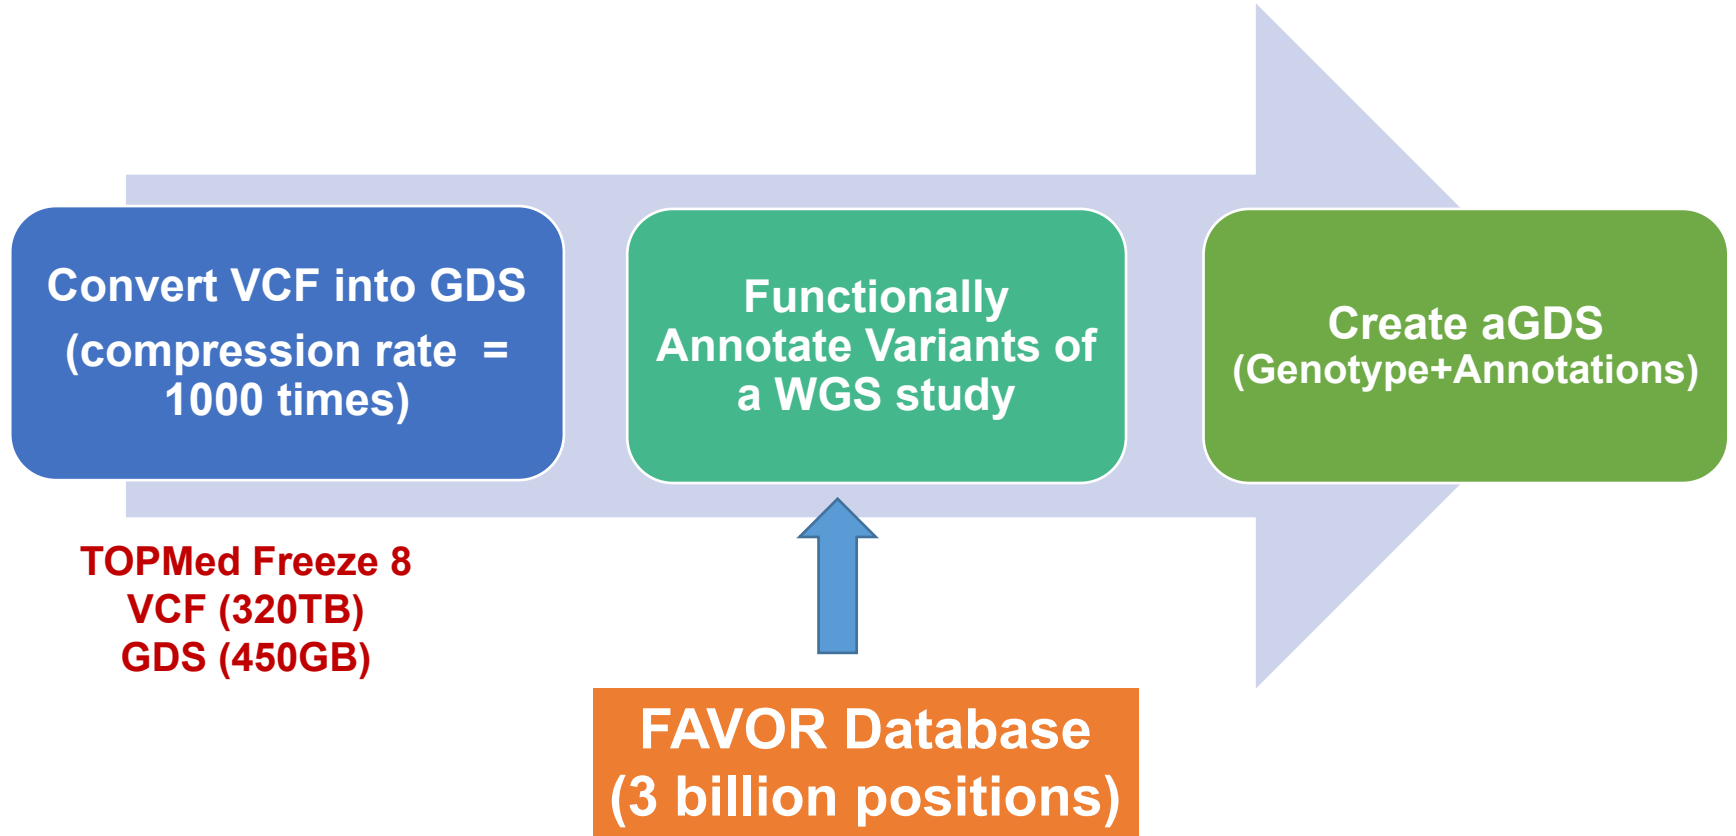 Convert VCF into GDS
(compression rate  =
1000 times)
Functionally
Annotate Variants of
a WGS study
Create aGDS
(Genotype+Annotations)
TOPMed Freeze 8
VCF (320TB)
GDS (450GB)
FAVOR Database
(3 billion positions)